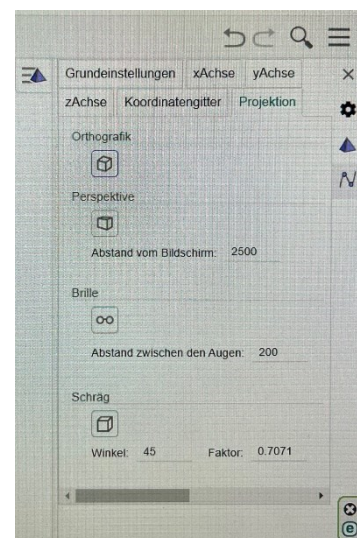 Grundeinstellungen xAchse yAchse
zAchse Koordinatengitter Projektion
Orthografik
Perspektive
Abstand vom Bildschirm: 2500
Brille
Abstand zwischen den Augen: 200
Schräg
Winkel: 45 Faktor: 0.7071
e